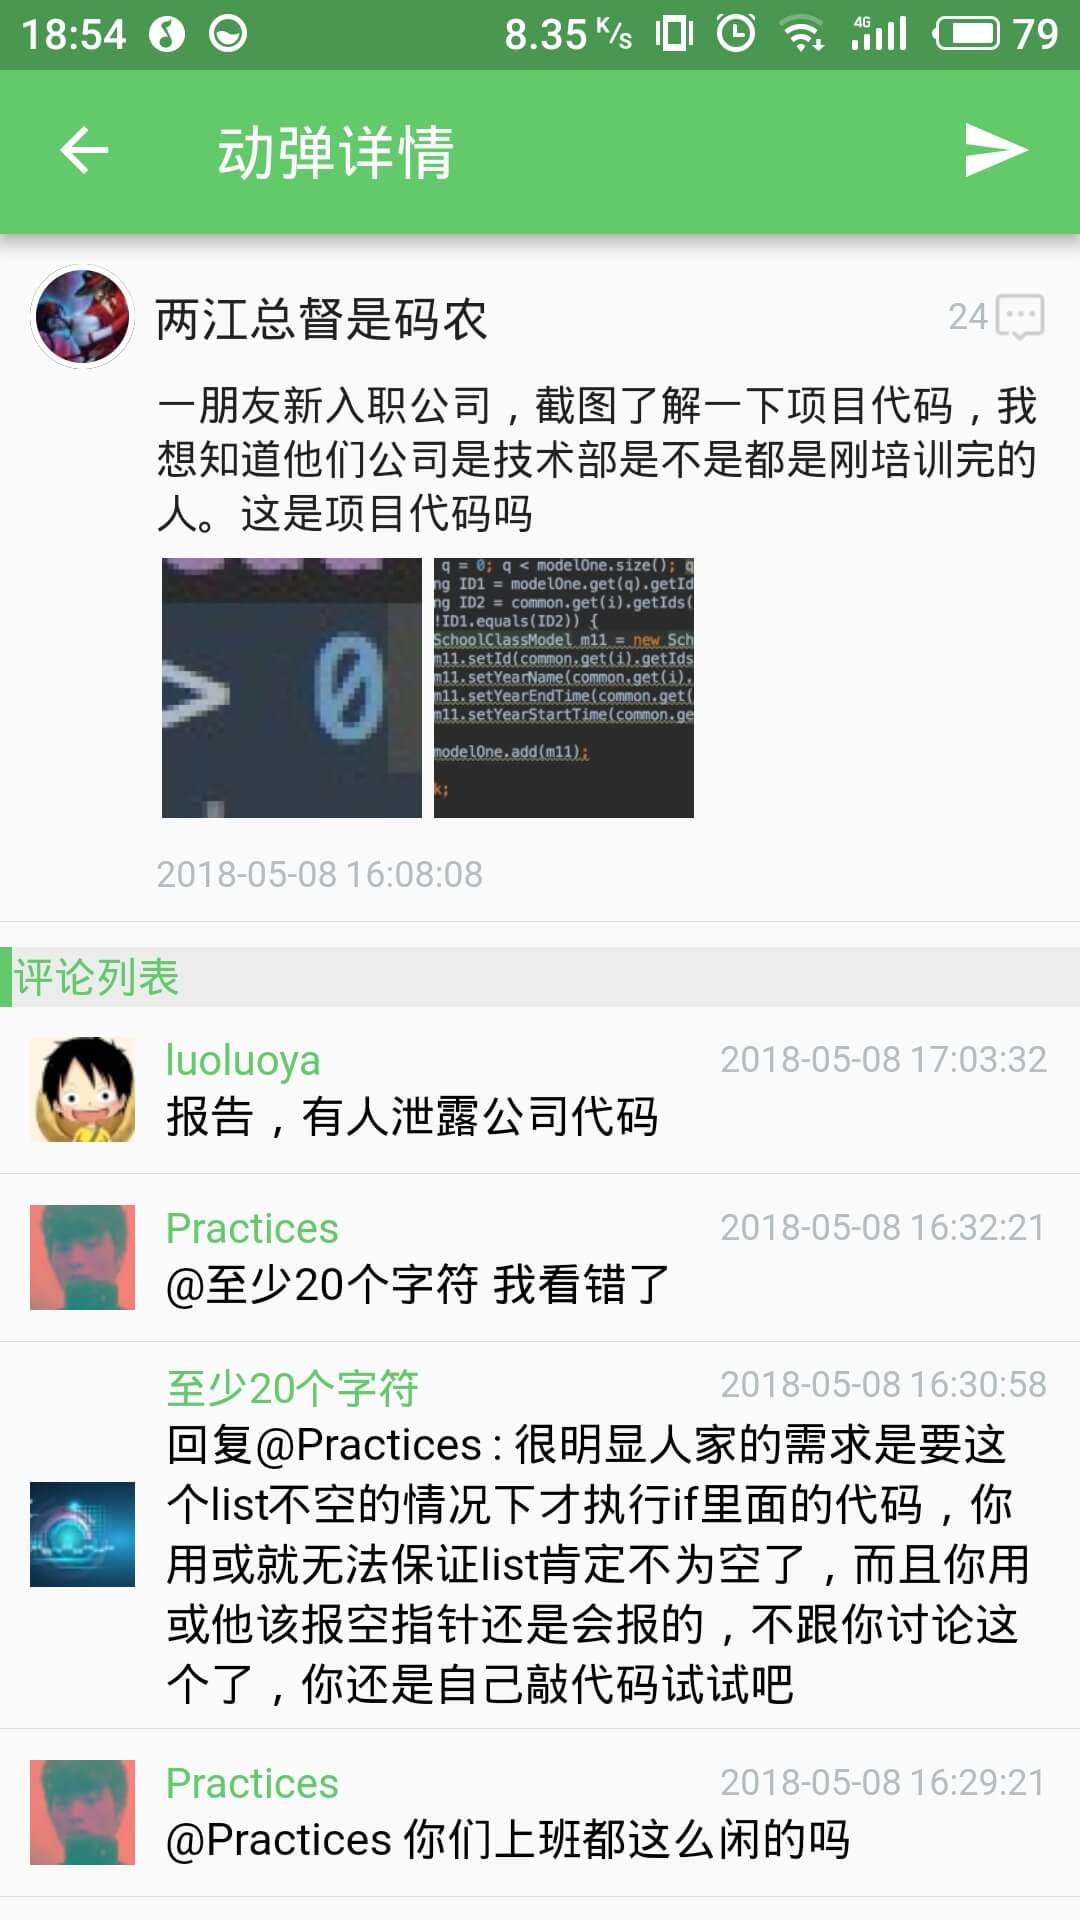 18:54 8.35 K/s 4G 79
动弹详情
两江总督是码农 24
一朋友新入职公司，截图了解一下项目代码，我
想知道他们公司是技术部是不是都是刚培训完的
人。这是项目代码吗
> 0
q = 0; q < modelOne.size(); q
ng ID1 = modelOne.get(q).getId
ng ID2 = common.get(i).getIds(
!ID1.equals(ID2)) {
SchoolClassModel m11 = new Sch
m11.setId(common.get(i).getIds
m11.setYearName(common.get(i).
m11.setYearEndTime(common.get(
m11.setYearStartTime(common.ge
modelOne.add(m11);
k;
2018-05-08 16:08:08
评论列表
luoluoya 2018-05-08 17:03:32
报告，有人泄露公司代码
Practices 2018-05-08 16:32:21
@至少20个字符 我看错了
至少20个字符 2018-05-08 16:30:58
回复@Practices : 很明显人家的需求是要这
个list不空的情况下才执行if里面的代码，你
用或就无法保证list肯定不为空了，而且你用
或他该报空指针还是会报的，不跟你讨论这
个了，你还是自己敲代码试试吧
Practices 2018-05-08 16:29:21
@Practices 你们上班都这么闲的吗